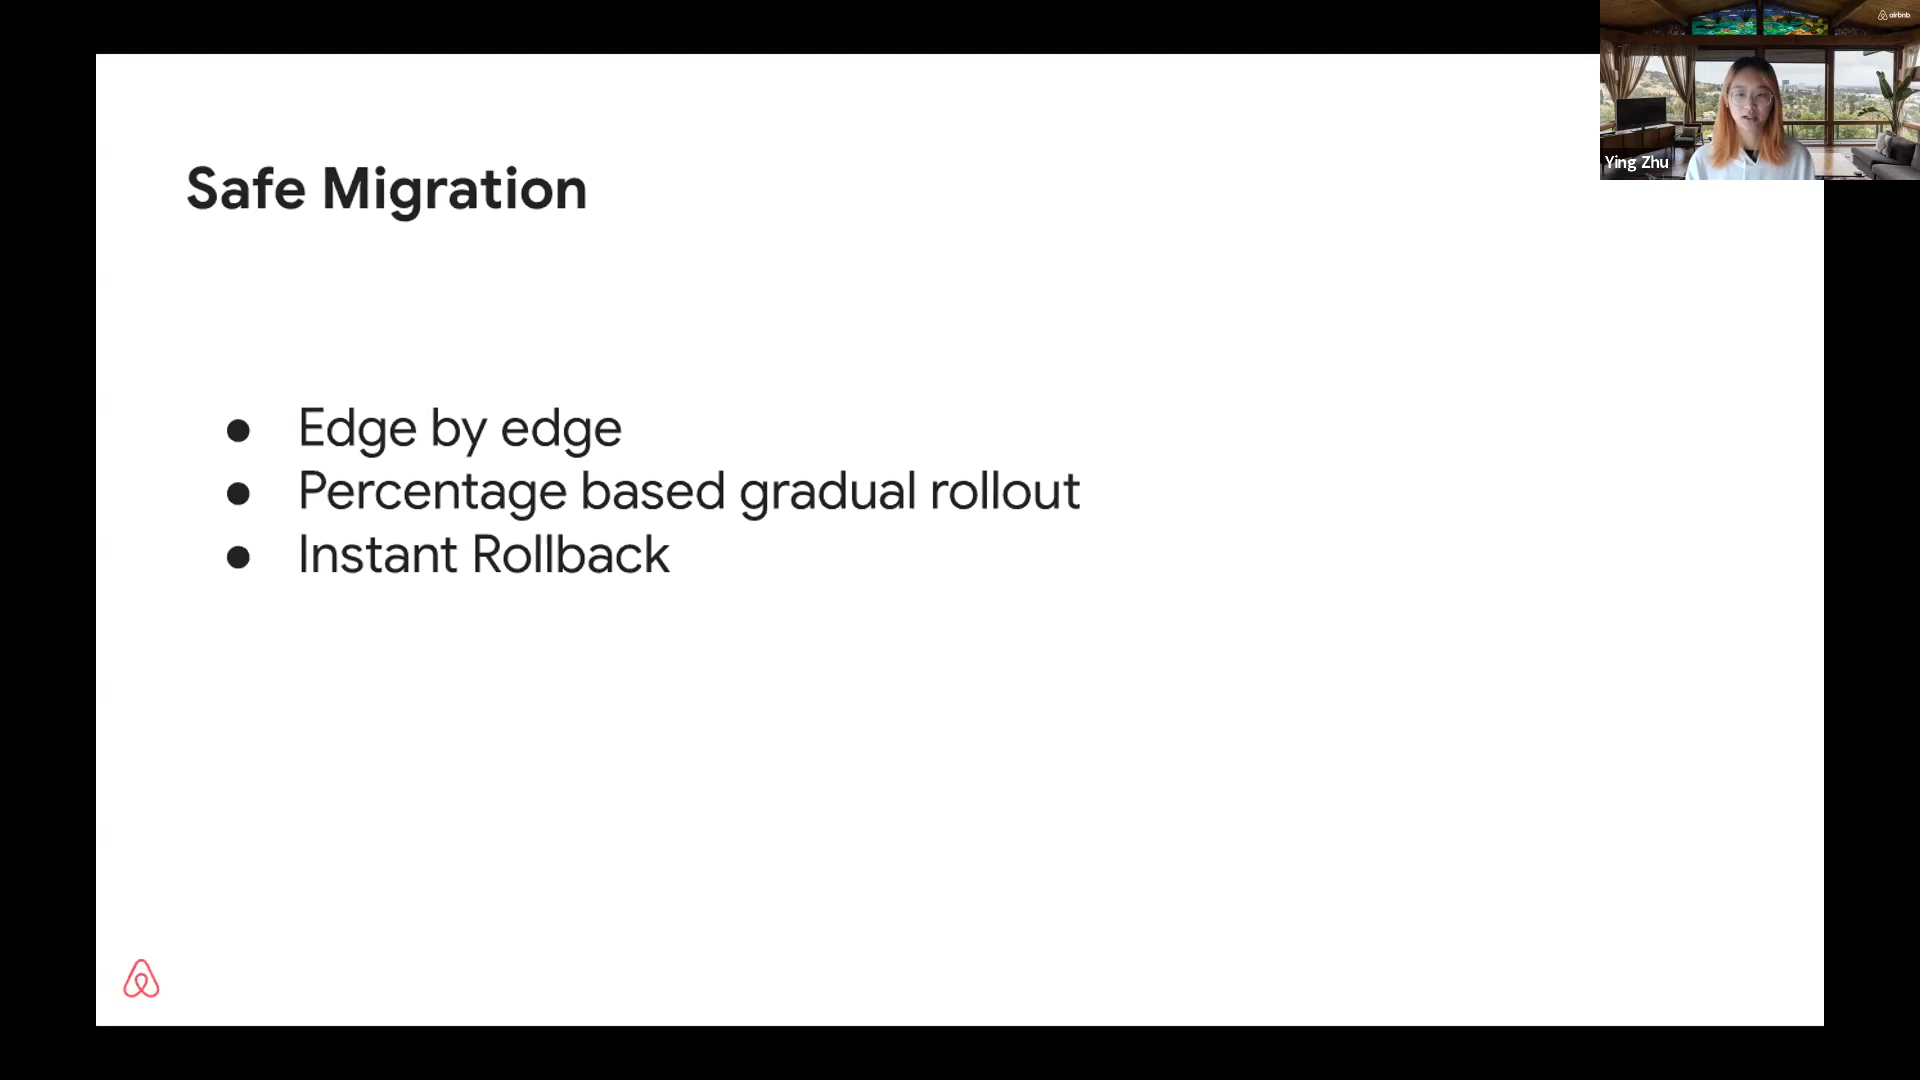 airbnb
Ying Zhu
Safe Migration
● Edge by edge
● Percentage based gradual rollout
● Instant Rollback